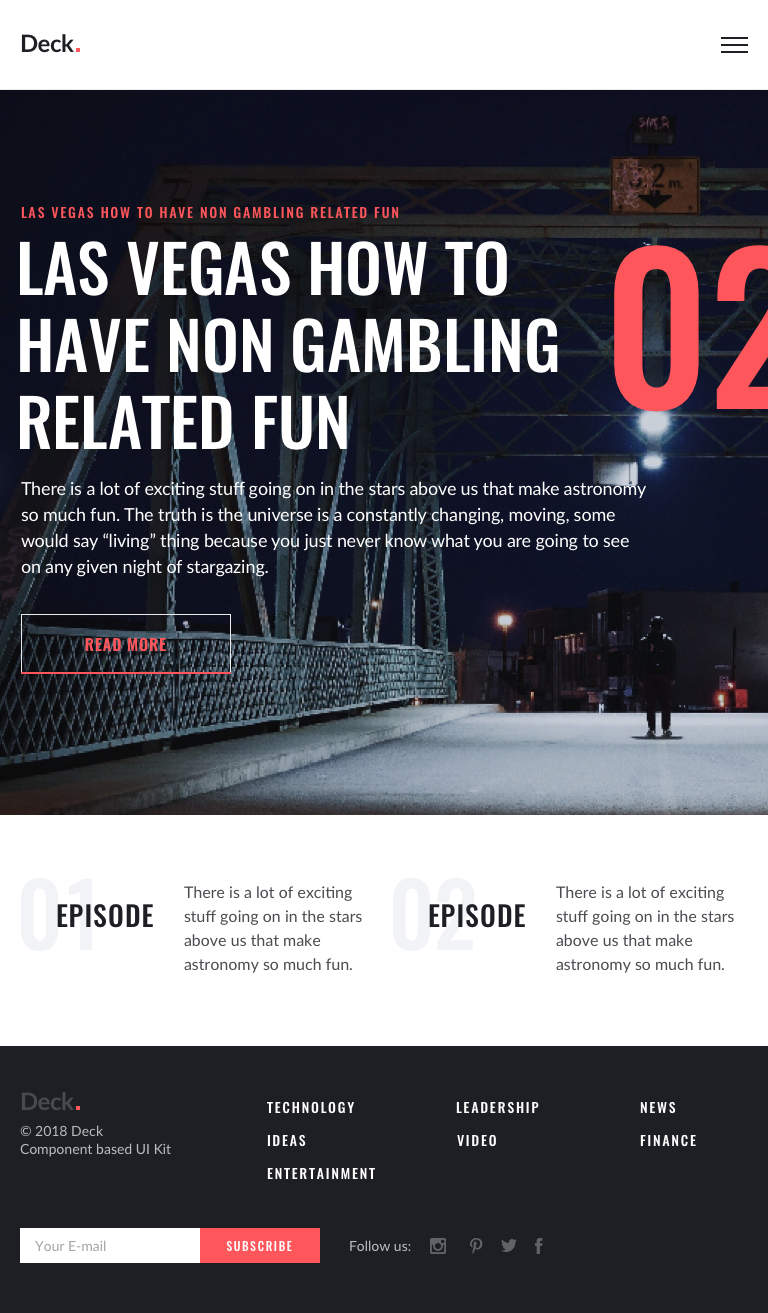 Deck.
LAS VEGAS HOW TO HAVE NON GAMBLING RELATED FUN
LAS VEGAS HOW TO
HAVE NON GAMBLING
RELATED FUN
02
There is a lot of exciting stuff going on in the stars above us that make astronomy
so much fun. The truth is the universe is a constantly changing, moving, some
would say “living” thing because you just never know what you are going to see
on any given night of stargazing.
READ MORE
01
EPISODE
There is a lot of exciting
stuff going on in the stars
above us that make
astronomy so much fun.
02
EPISODE
There is a lot of exciting
stuff going on in the stars
above us that make
astronomy so much fun.
Deck.
© 2018 Deck
Component based UI Kit
TECHNOLOGY
IDEAS
ENTERTAINMENT
LEADERSHIP
VIDEO
NEWS
FINANCE
Your E-mail
SUBSCRIBE
Follow us: